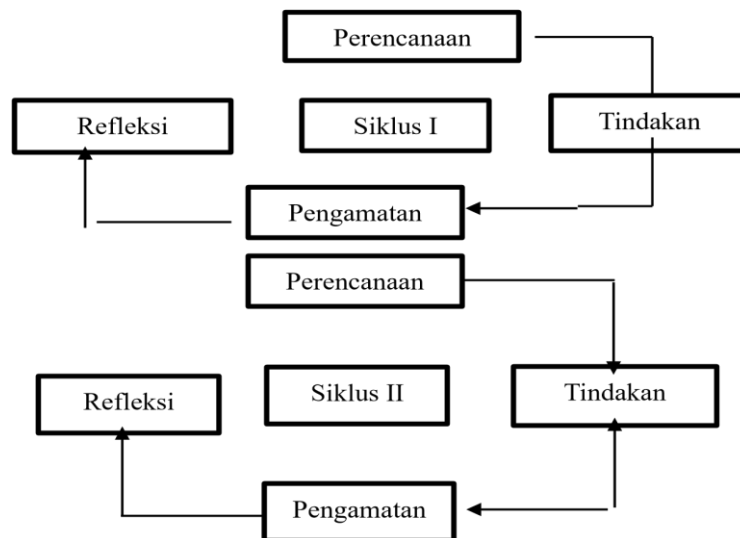 Perencanaan
Refleksi
Siklus I
Tindakan
Pengamatan
Perencanaan
Refleksi
Siklus II
Tindakan
Pengamatan